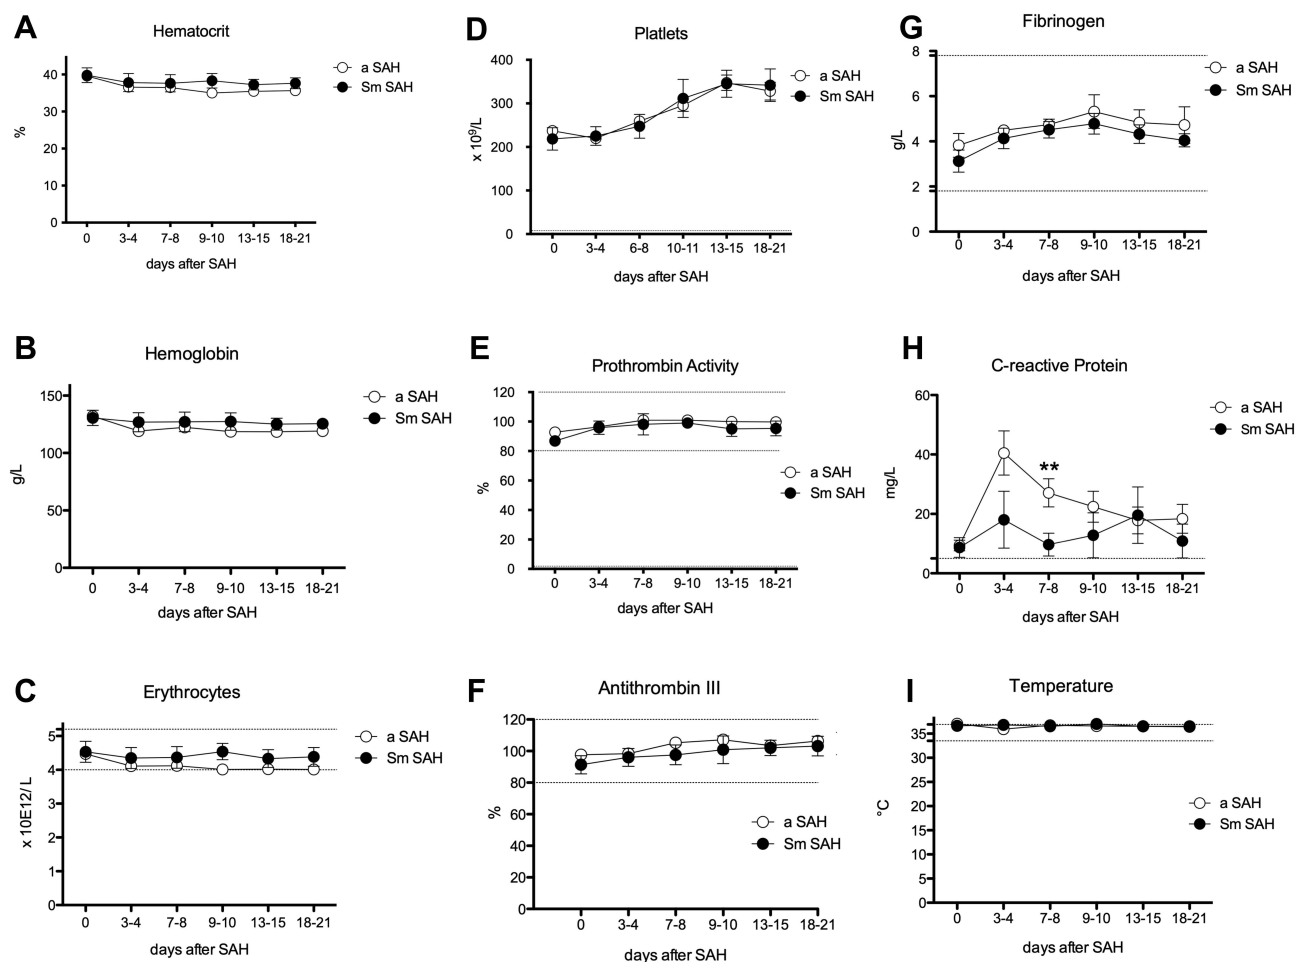 A
Hematocrit
40
30
20
10
0
%
0 3-4 7-8 9-10 13-15 18-21
days after SAH
a SAH
Sm SAH
D
Platelets
400
300
200
100
0
x 10⁹/L
0 3-4 6-8 10-11 13-15 18-21
days after SAH
a SAH
Sm SAH
G
Fibrinogen
8
6
4
2
0
g/L
0 3-4 7-8 9-10 13-15 18-21
days after SAH
a SAH
Sm SAH
B
Hemoglobin
150
100
50
0
g/L
0 3-4 7-8 9-10 13-15 18-21
days after SAH
a SAH
Sm SAH
E
Prothrombin Activity
120
100
80
60
40
20
0
%
0 3-4 7-8 9-10 13-15 18-21
days after SAH
a SAH
Sm SAH
H
C-reactive Protein
60
40
20
0
mg/L
**
0 3-4 7-8 9-10 13-15 18-21
days after SAH
a SAH
Sm SAH
C
Erythrocytes
5
4
3
2
1
0
x 10E12/ L
0 3-4 7-8 9-10 13-15 18-21
days after SAH
a SAH
Sm SAH
F
Antithrombin III
120
100
80
60
40
20
0
%
0 3-4 7-8 9-10 13-15 18-21
days after SAH
a SAH
Sm SAH
I
Temperature
35
30
25
20
15
10
5
0
°C
0 3-4 7-8 9-10 13-15 18-21
days after SAH
a SAH
Sm SAH